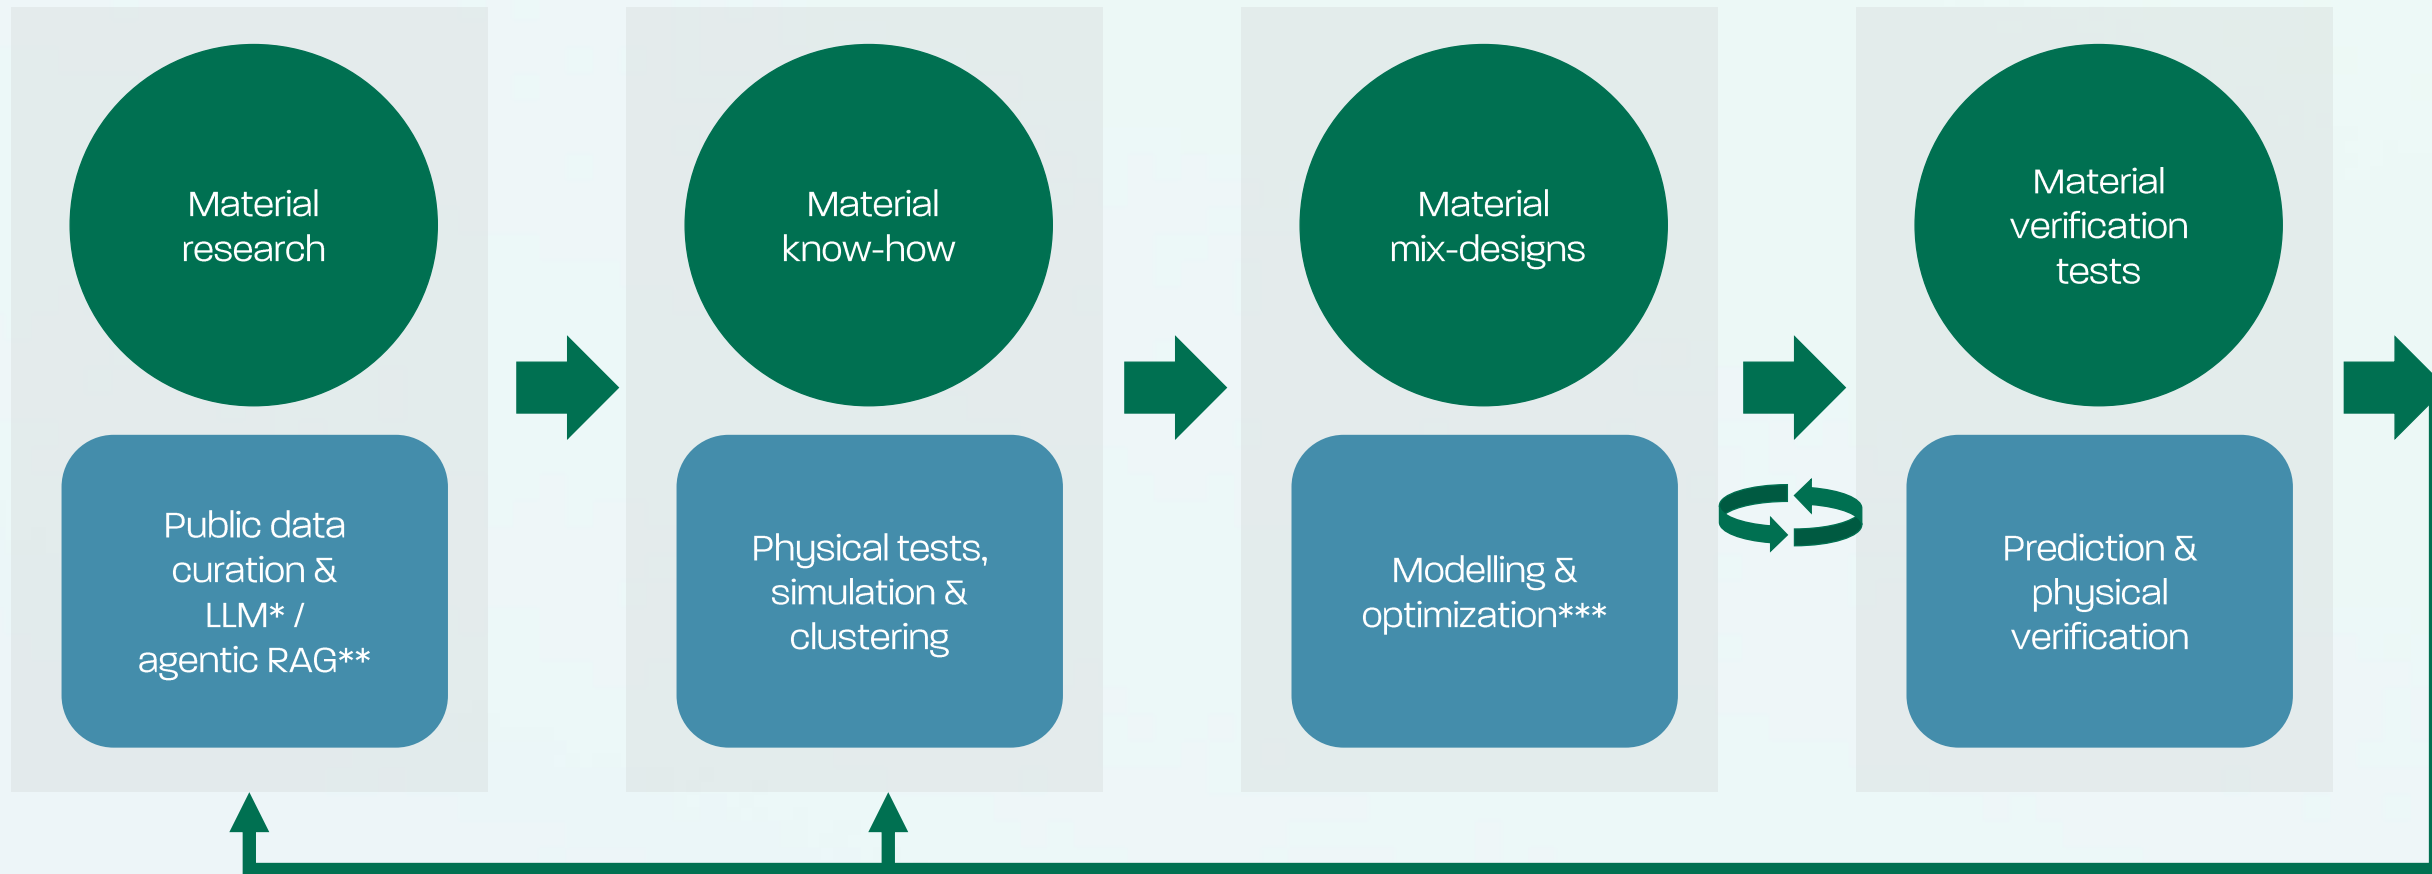 Material
research
Public data
curation &
LLM* /
agentic RAG**
Material
know-how
Physical tests,
simulation &
clustering
Material
mix-designs
Modelling &
optimization***
Material
verification
tests
Prediction &
physical
verification